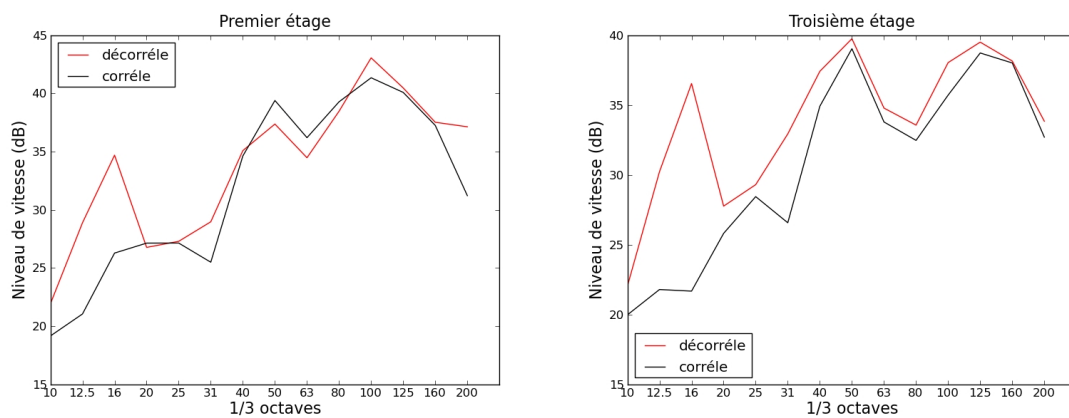 Premier étage
Niveau de vitesse (dB)
45
40
35
30
25
20
15
décorréle
corréle
10 12.5 16 20 25 31 40 50 63 80 100 125 160 200
1/3 octaves
Troisième étage
Niveau de vitesse (dB)
40
35
30
25
20
15
décorréle
corréle
10 12.5 16 20 25 31 40 50 63 80 100 125 160 200
1/3 octaves